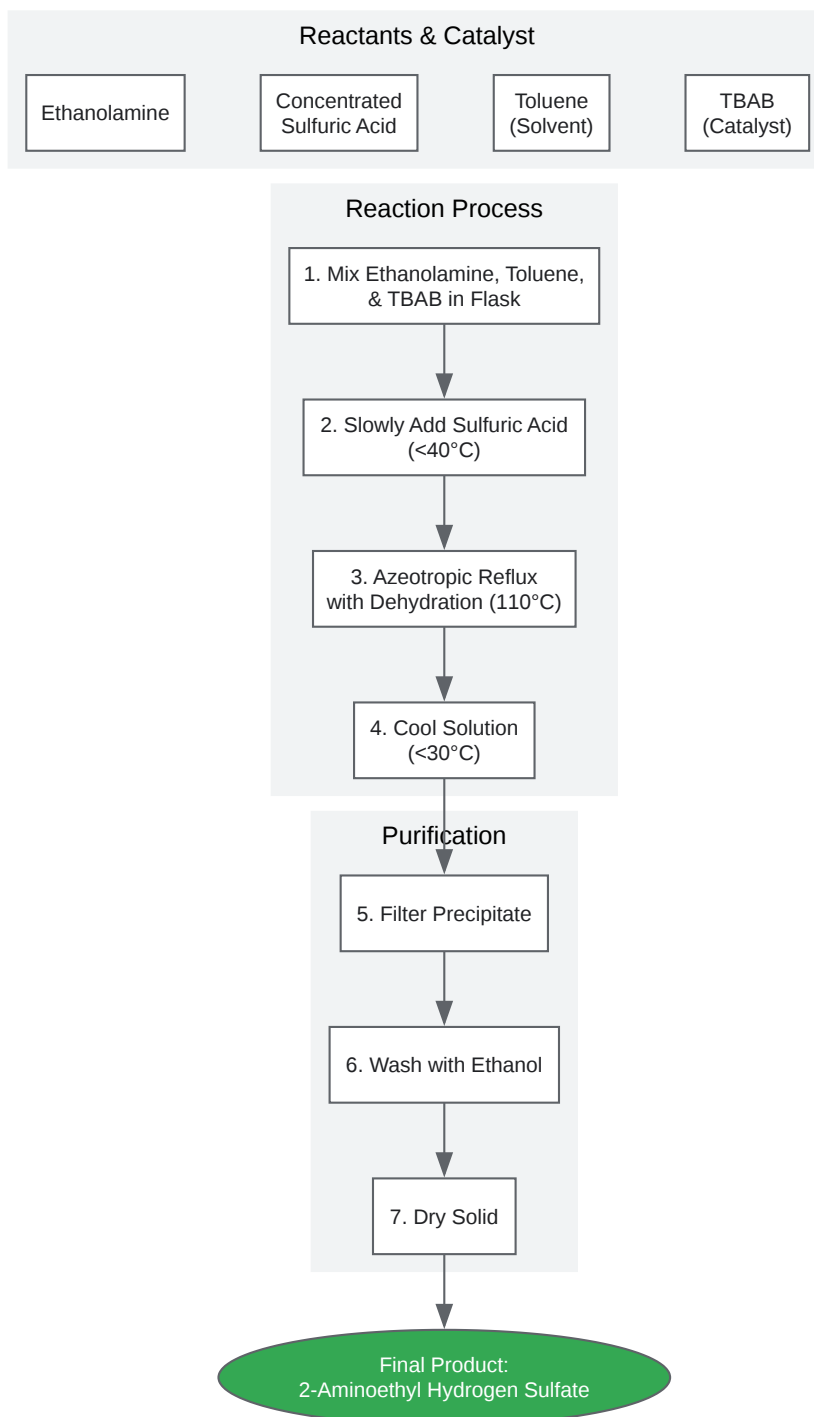 Reactants & Catalyst
Ethanolamine
Concentrated
Sulfuric Acid
Toluene
(Solvent)
TBAB
(Catalyst)
Reaction Process
1. Mix Ethanolamine, Toluene,
& TBAB in Flask
2. Slowly Add Sulfuric Acid
(<40°C)
3. Azeotropic Reflux
with Dehydration (110°C)
4. Cool Solution
(<30°C)
Purification
5. Filter Precipitate
6. Wash with Ethanol
7. Dry Solid
Final Product:
2-Aminoethyl Hydrogen Sulfate